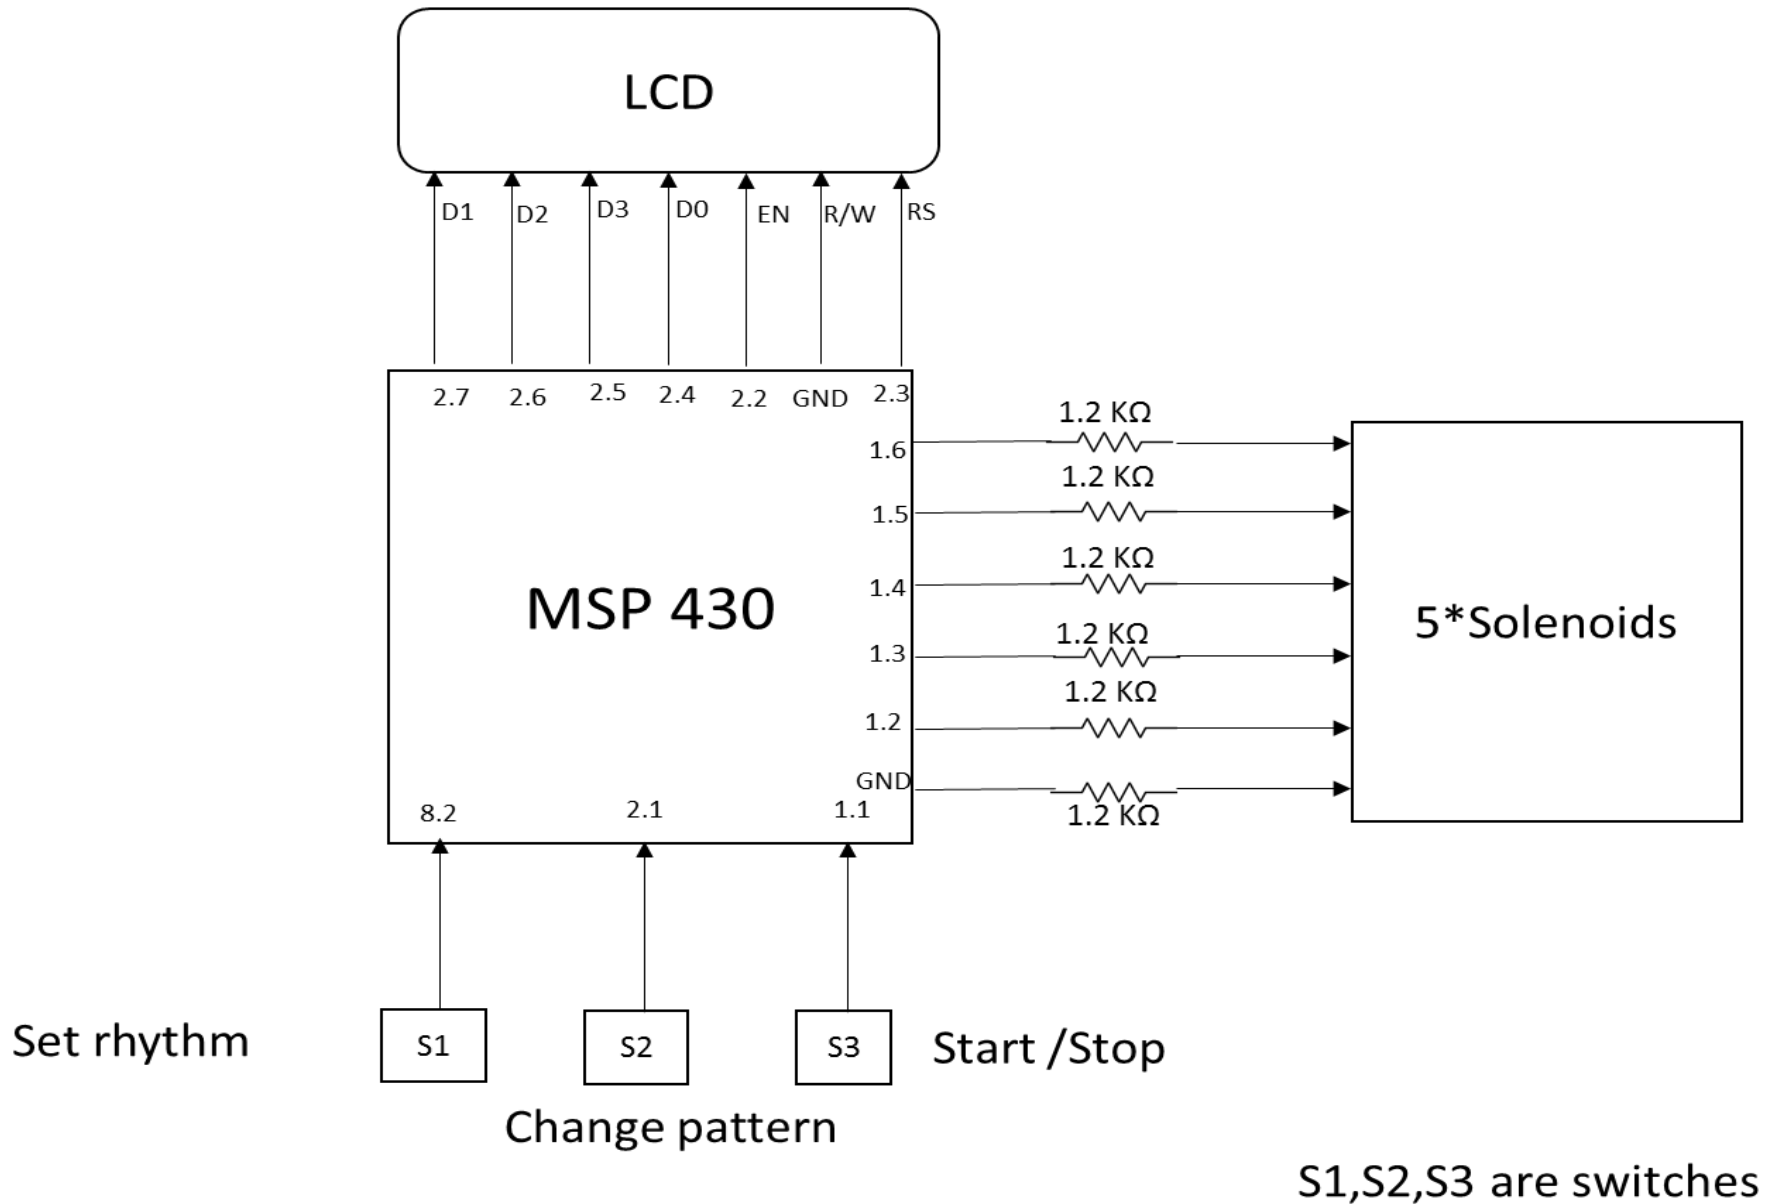 LCD
D1 D2 D3 D0 EN R/W RS
2.7 2.6 2.5 2.4 2.2 GND 2.3
1.2 KΩ
1.6
1.2 KΩ
1.5
1.2 KΩ
1.4
MSP 430
5*Solenoids
1.2 KΩ
1.3
1.2 KΩ
1.2
GND
1.2 KΩ
8.2 2.1 1.1
Set rhythm S1 S2 S3 Start /Stop
Change pattern
S1,S2,S3 are switches